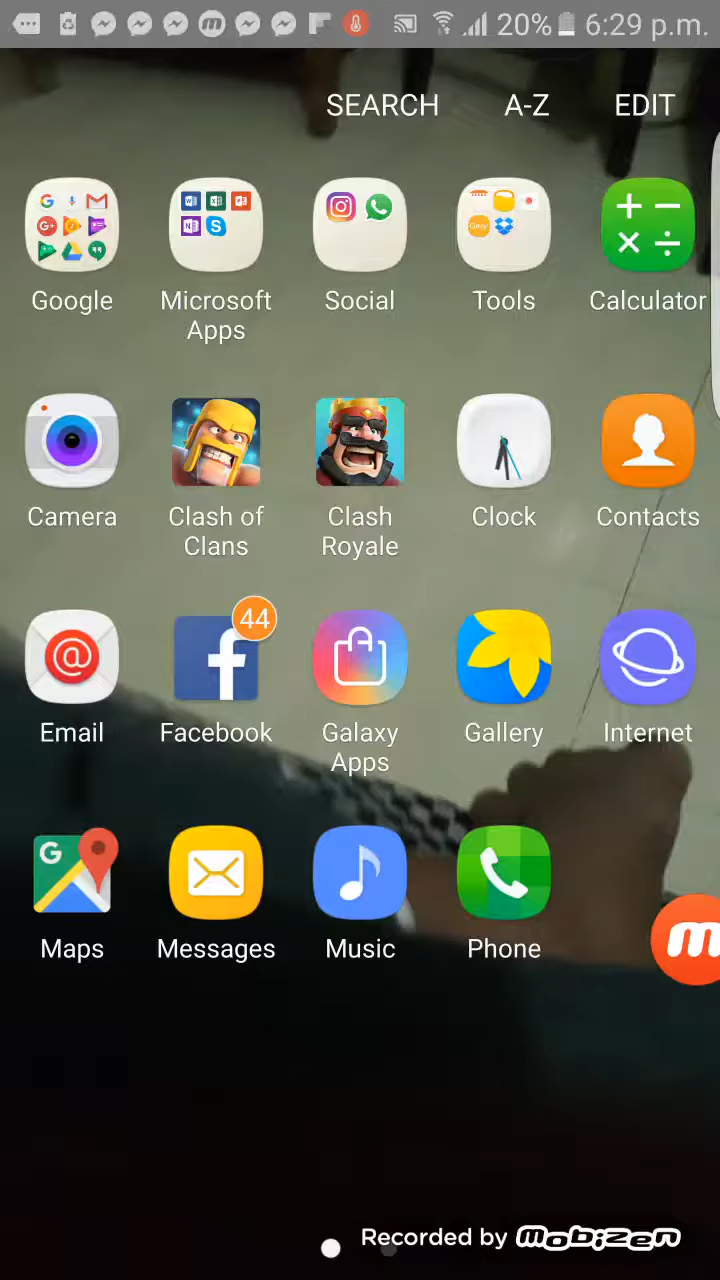 20% 6:29 p.m.
SEARCH A-Z EDIT
Google Microsoft Apps Social Tools Calculator
Camera Clash of Clans Clash Royale Clock Contacts
44
Email Facebook Galaxy Apps Gallery Internet
G
Maps Messages Music Phone
m
Recorded by mobizen